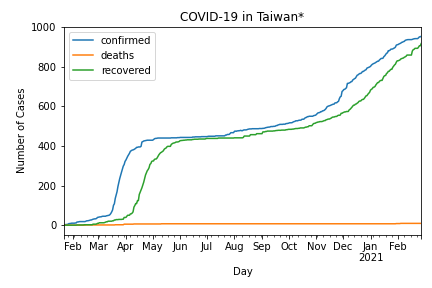 COVID-19 in Taiwan*
confirmed
deaths
recovered
Number of Cases
1000
800
600
400
200
0
Feb Mar Apr May Jun Jul Aug Sep Oct Nov Dec Jan Feb
2021
Day